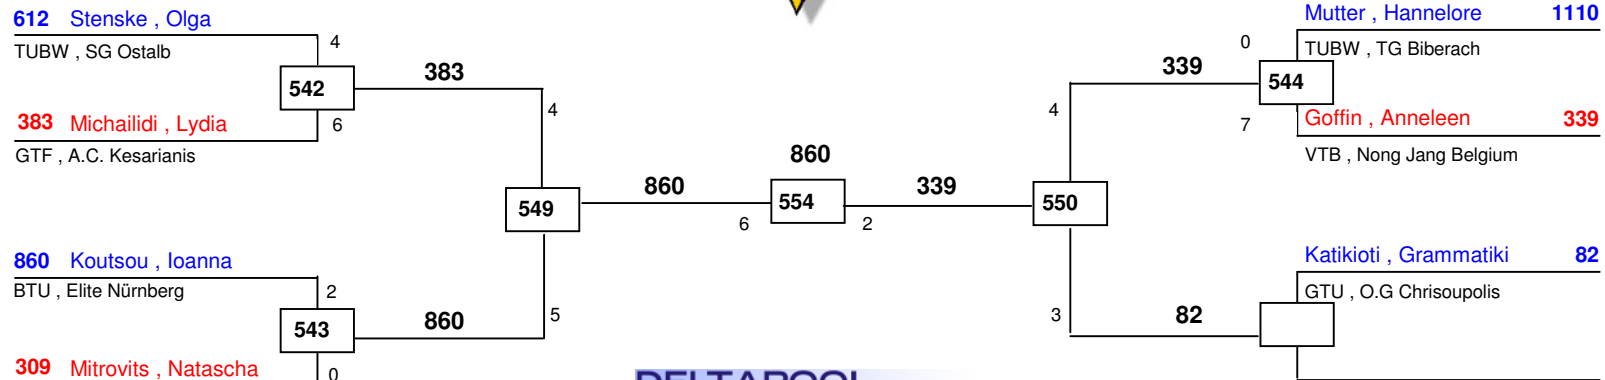 612 Stenske , Olga
TUBW , SG Ostalb
4
542
383
383 Michailidi , Lydia
6
GTF , A.C. Kesarianis
4
549
860
860 Koutsou , Ioanna
BTU , Elite Nürnberg
2
543
860
5
309 Mitrovits , Natascha
0
860
554
6
2
339
550
Mutter , Hannelore 1110
0
TUBW , TG Biberach
339
544
4
7
Goffin , Anneleen 339
VTB , Nong Jang Belgium
Katikioti , Grammatiki 82
GTU , O.G Chrisoupolis
3
82
DELTAPOOL